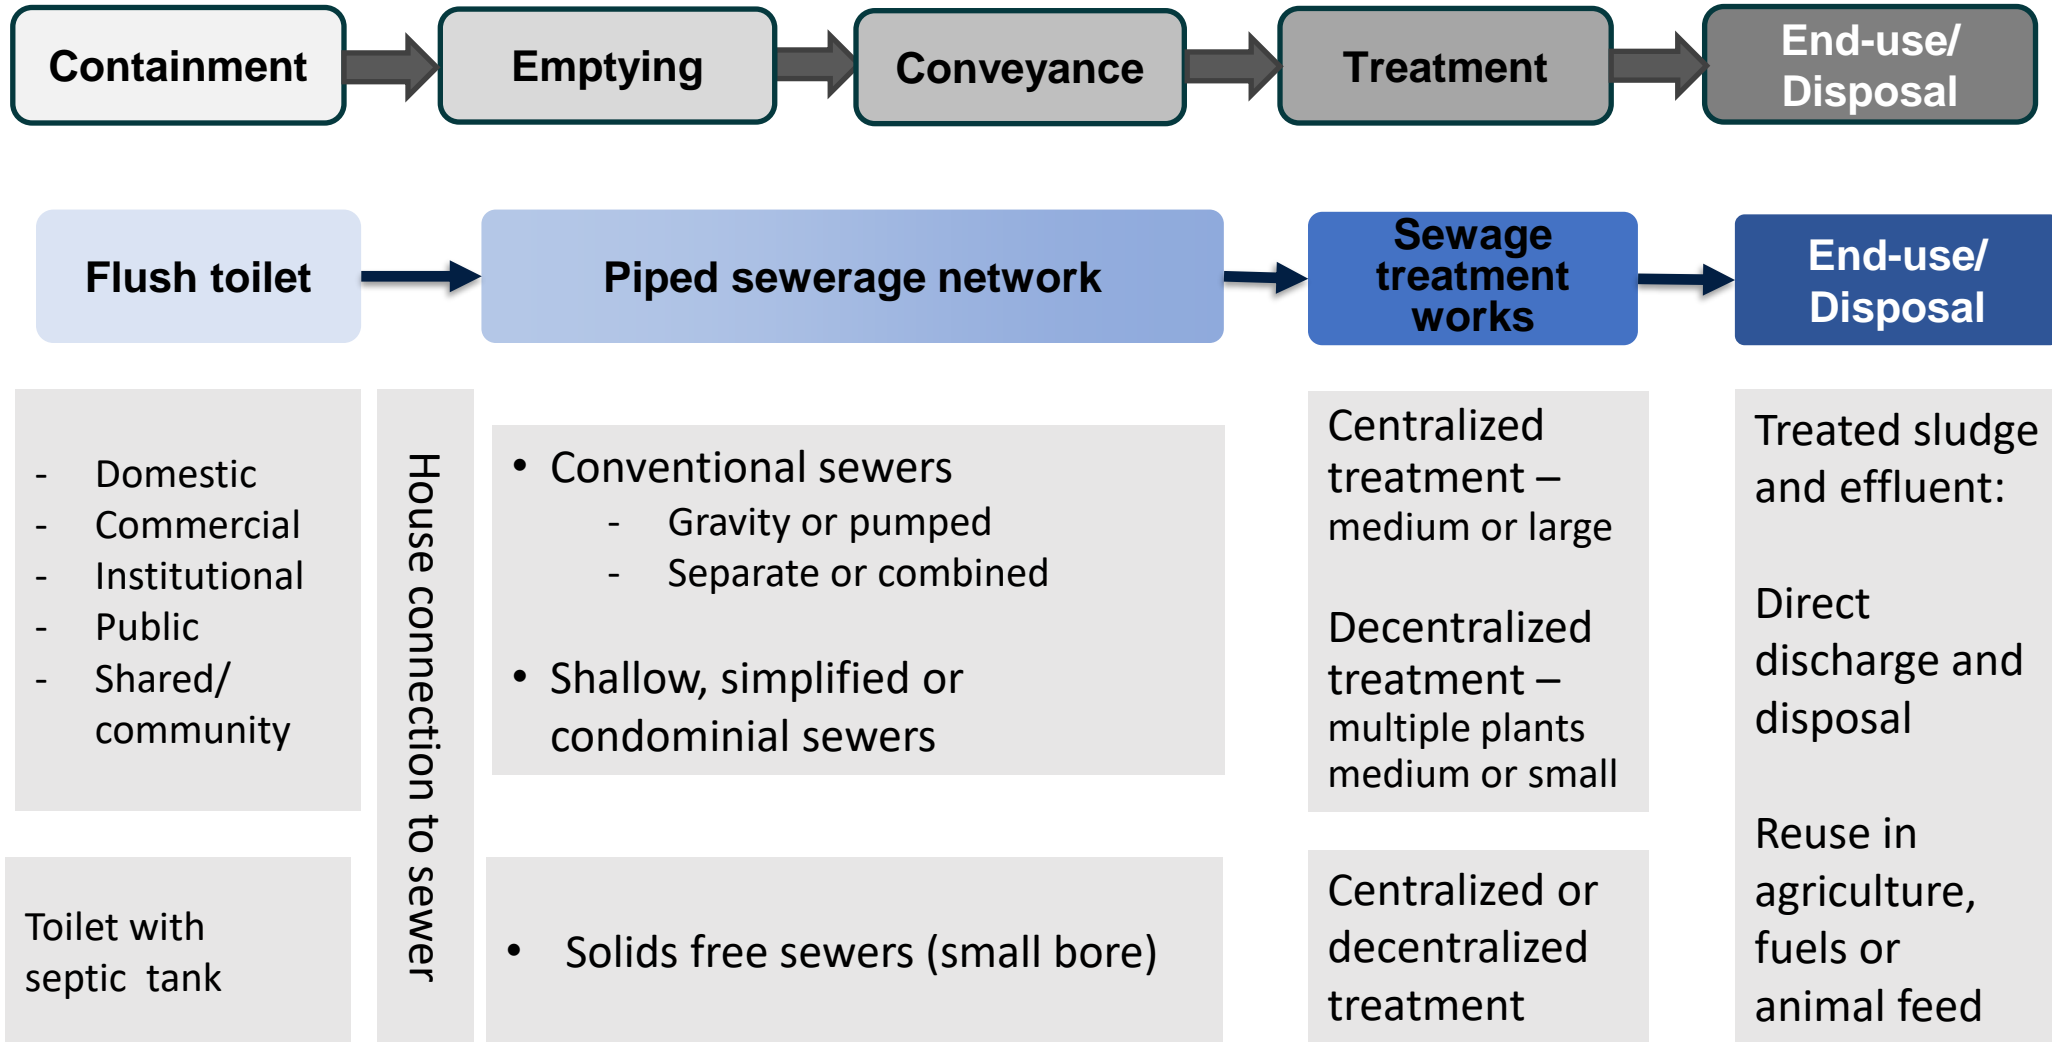 Containment
Emptying
Conveyance
Treatment
End-use/
Disposal
Flush toilet
Piped sewerage network
Sewage
treatment
works
End-use/
Disposal
- Domestic
- Commercial
- Institutional
- Public
- Shared/
community
House connection to sewer
• Conventional sewers
- Gravity or pumped
- Separate or combined
• Shallow, simplified or
condominial sewers
Centralized
treatment –
medium or large
Decentralized
treatment –
multiple plants
medium or small
Treated sludge
and effluent:
Direct
discharge and
disposal
Reuse in
agriculture,
fuels or
animal feed
Toilet with
septic tank
• Solids free sewers (small bore)
Centralized or
decentralized
treatment